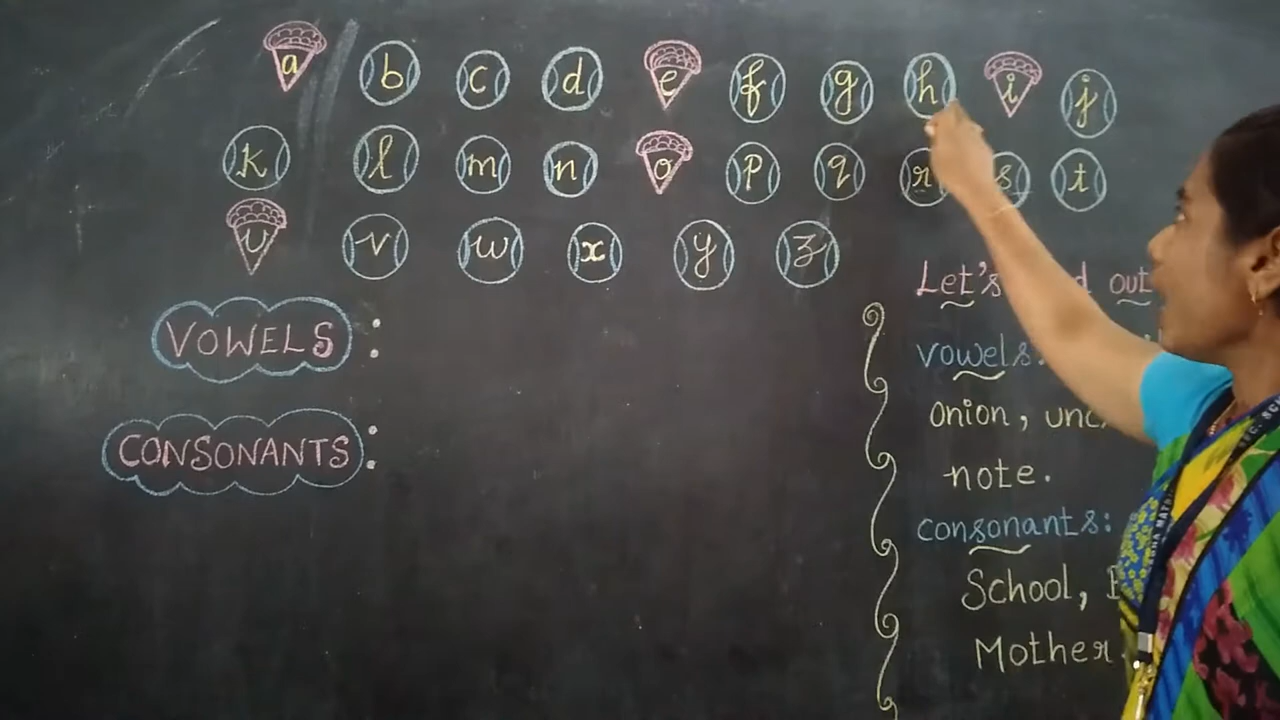 a b c d e f g h i j
k l m n o p q r s t
u v w x y z
VOWELS :
CONSONANTS :
Let's out
vowels:
onion,
note.
consonants:
School,
Mother